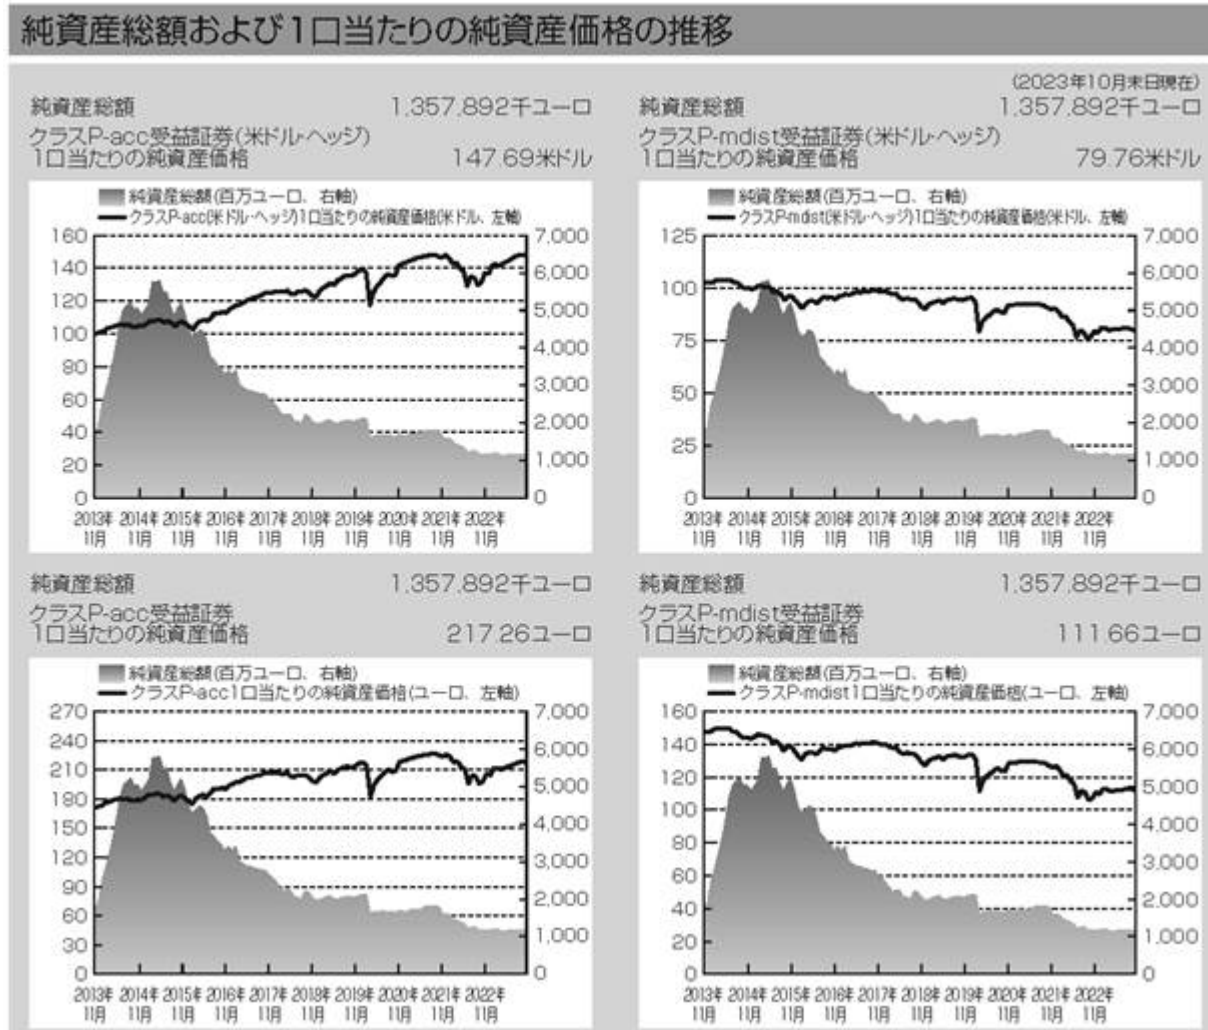 純資産総額および1口当たりの純資産価格の推移
(2023年10月末日現在)
純資産総額 1,357,892千ユーロ
クラスP-acc受益証券(米ドル・ヘッジ)
1口当たりの純資産価格 147.69米ドル
純資産総額(百万ユーロ、右軸)
クラスP-acc(米ドル・ヘッジ)1口当たりの純資産価格(米ドル、左軸)
160 7,000
140 6,000
120 5,000
100 4,000
80 3,000
60 2,000
40 1,000
20 0
0
2013年 2014年 2015年 2016年 2017年 2018年 2019年 2020年 2021年 2022年
11月 11月 11月 11月 11月 11月 11月 11月 11月 11月
純資産総額 1,357,892千ユーロ
クラスP-mdist受益証券(米ドル・ヘッジ)
1口当たりの純資産価格 79.76米ドル
純資産総額(百万ユーロ、右軸)
クラスP-mdist(米ドル・ヘッジ)1口当たりの純資産価格(米ドル、左軸)
125 7,000
100 6,000
75 5,000
50 4,000
25 3,000
0 2,000
1,000
0
2013年 2014年 2015年 2016年 2017年 2018年 2019年 2020年 2021年 2022年
11月 11月 11月 11月 11月 11月 11月 11月 11月 11月
純資産総額 1,357,892千ユーロ
クラスP-acc受益証券
1口当たりの純資産価格 217.26ユーロ
純資産総額(百万ユーロ、右軸)
クラスP-acc1口当たりの純資産価格(ユーロ、左軸)
270 7,000
240 6,000
210 5,000
180 4,000
150 3,000
120 2,000
90 1,000
60 0
30
0
2013年 2014年 2015年 2016年 2017年 2018年 2019年 2020年 2021年 2022年
11月 11月 11月 11月 11月 11月 11月 11月 11月 11月
純資産総額 1,357,892千ユーロ
クラスP-mdist受益証券
1口当たりの純資産価格 111.66ユーロ
純資産総額(百万ユーロ、右軸)
クラスP-mdist1口当たりの純資産価格(ユーロ、左軸)
160 7,000
140 6,000
120 5,000
100 4,000
80 3,000
60 2,000
40 1,000
20 0
0
2013年 2014年 2015年 2016年 2017年 2018年 2019年 2020年 2021年 2022年
11月 11月 11月 11月 11月 11月 11月 11月 11月 11月